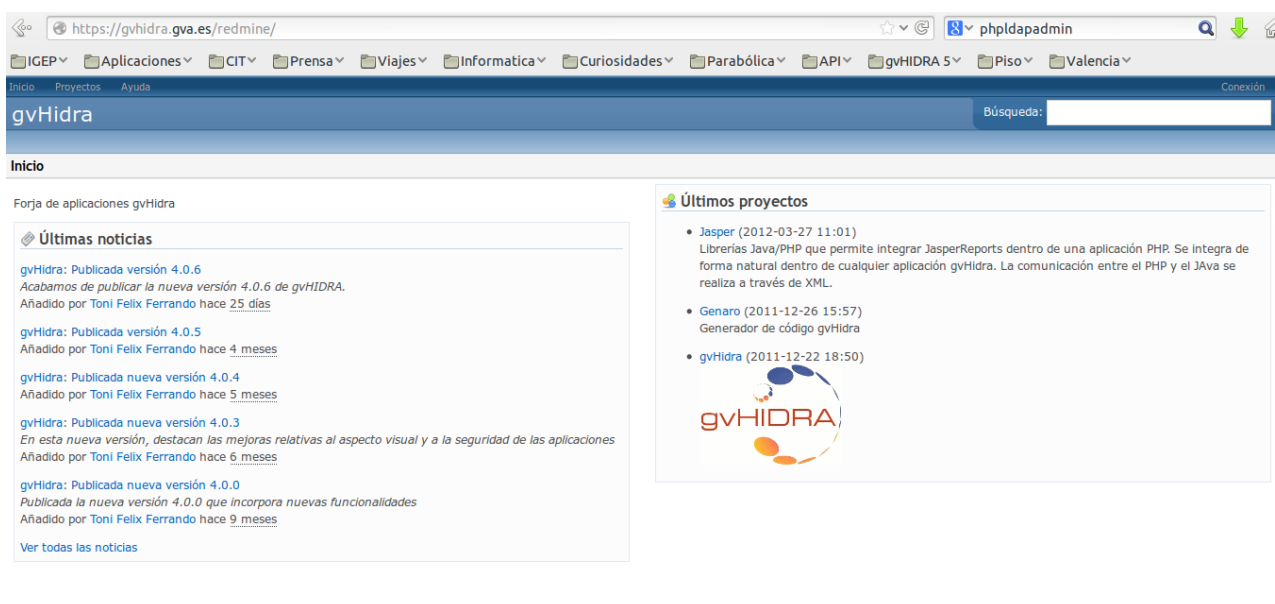 https://gvhidra.gva.es/redmine/
phpldapadmin
IGEP Aplicaciones CIT Prensa Viajes Informatica Curiosidades Parabólica API gvHIDRA 5 Piso Valencia
Inicio Proyectos Ayuda Conexión
gvHidra Búsqueda:
Inicio
Forja de aplicaciones gvHidra
Últimas noticias
gvHidra: Publicada versión 4.0.6
Acabamos de publicar la nueva versión 4.0.6 de gvHIDRA.
Añadido por Toni Felix Ferrando hace 25 días
gvHidra: Publicada versión 4.0.5
Añadido por Toni Felix Ferrando hace 4 meses
gvHidra: Publicada nueva versión 4.0.4
Añadido por Toni Felix Ferrando hace 5 meses
gvHidra: Publicada nueva versión 4.0.3
En esta nueva versión, destacan las mejoras relativas al aspecto visual y a la seguridad de las aplicaciones
Añadido por Toni Felix Ferrando hace 6 meses
gvHidra: Publicada nueva versión 4.0.0
Publicada la nueva versión 4.0.0 que incorpora nuevas funcionalidades
Añadido por Toni Felix Ferrando hace 9 meses
Ver todas las noticias
Últimos proyectos
Jasper (2012-03-27 11:01)
Librerías Java/PHP que permite integrar JasperReports dentro de una aplicación PHP. Se integra de
forma natural dentro de cualquier aplicación gvHidra. La comunicación entre el PHP y el JAva se
realiza a través de XML.
Genaro (2011-12-26 15:57)
Generador de código gvHidra
gvHidra (2011-12-22 18:50)
gvHIDRA